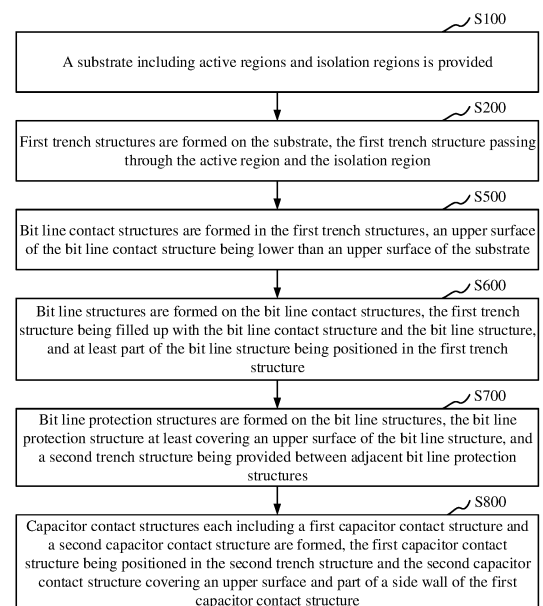 S100
A substrate including active regions and isolation regions is provided
S200
First trench structures are formed on the substrate, the first trench structure passing
through the active region and the isolation region
S500
Bit line contact structures are formed in the first trench structures, an upper surface
of the bit line contact structure being lower than an upper surface of the substrate
S600
Bit line structures are formed on the bit line contact structures, the first trench
structure being filled up with the bit line contact structure and the bit line structure,
and at least part of the bit line structure being positioned in the first trench
structure
S700
Bit line protection structures are formed on the bit line structures, the bit line
protection structure at least covering an upper surface of the bit line structure, and
a second trench structure being provided between adjacent bit line protection
structures
S800
Capacitor contact structures each including a first capacitor contact structure and
a second capacitor contact structure are formed, the first capacitor contact
structure being positioned in the second trench structure and the second capacitor
contact structure covering an upper surface and part of a side wall of the first
capacitor contact structure